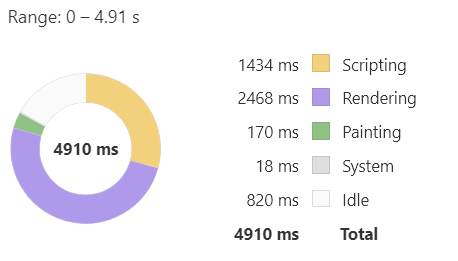 Range: 0 – 4.91 s
4910 ms
1434 ms Scripting
2468 ms Rendering
170 ms Painting
18 ms System
820 ms Idle
4910 ms Total